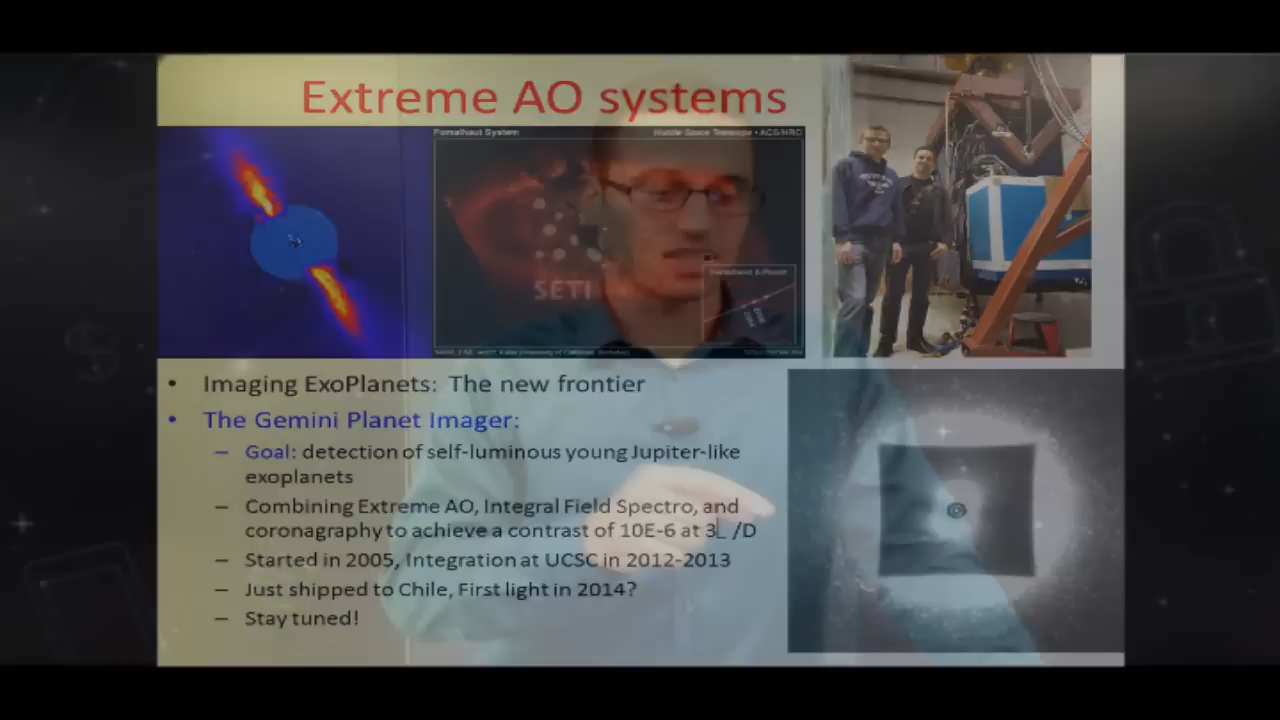 Extreme AO systems
Fomalhaut System
Hubble Space Telescope • ACS/HRC
SETI
• Imaging ExoPlanets: The new frontier
• The Gemini Planet Imager:
– Goal: detection of self-luminous young Jupiter-like
exoplanets
– Combining Extreme AO, Integral Field Spectro, and
coronagraphy to achieve a contrast of 10E-6 at 3L /D
– Started in 2005, Integration at UCSC in 2012-2013
– Just shipped to Chile, First light in 2014?
– Stay tuned!